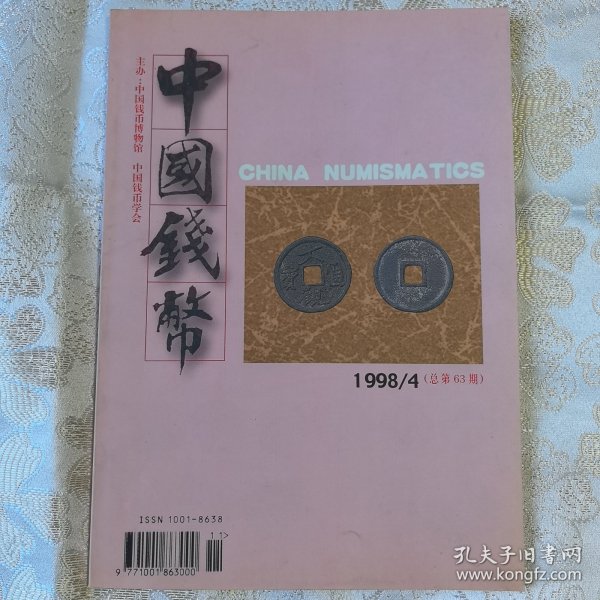 主办：中国钱币博物馆 中国钱币学会
中國錢幣
CHINA NUMISMATICS
1998/4 (总第63期)
ISSN 1001-8638
11>
9 771001 863000
孔夫子旧书网
www.kongfz.com